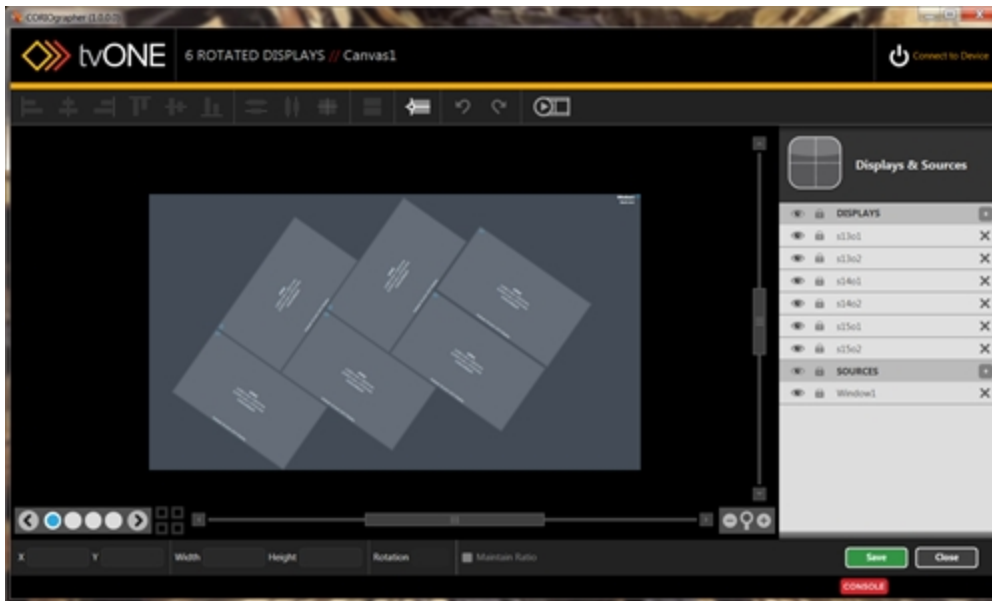 CORIOgrapher (1.0.0.0)
tvONE
6 ROTATED DISPLAYS // Canvas1
Connect to Device
Displays & Sources
DISPLAYS
s13o1
s13o2
s14o1
s14o2
s15o1
s15o2
SOURCES
Window1
Window1
X
Y
Width
Height
Rotation
Maintain Ratio
Save
Close
CONSOLE